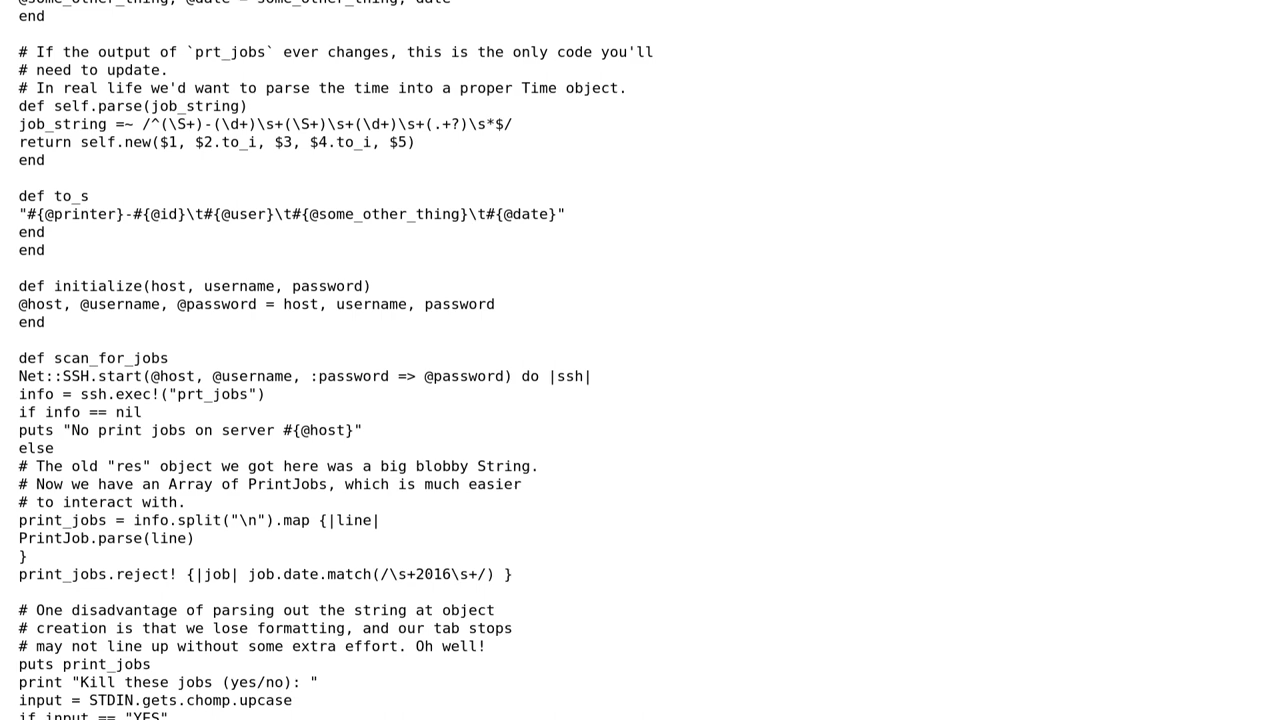 @some_other_thing, @date = some_other_thing, date
end
# If the output of `prt_jobs` ever changes, this is the only code you'll
# need to update.
# In real life we'd want to parse the time into a proper Time object.
def self.parse(job_string)
job_string =~ /^(\S+)-(\d+)\s+(\S+)\s+(\d+)\s+(.+?)\s*$/
return self.new($1, $2.to_i, $3, $4.to_i, $5)
end
def to_s
"#{@printer}-#{@id}\t#{@user}\t#{@some_other_thing}\t#{@date}"
end
end
def initialize(host, username, password)
@host, @username, @password = host, username, password
end
def scan_for_jobs
Net::SSH.start(@host, @username, :password => @password) do |ssh|
info = ssh.exec!("prt_jobs")
if info == nil
puts "No print jobs on server #{@host}"
else
# The old "res" object we got here was a big blobby String.
# Now we have an Array of PrintJobs, which is much easier
# to interact with.
print_jobs = info.split("\n").map {|line|
PrintJob.parse(line)
}
print_jobs.reject! {|job| job.date.match(/\s+2016\s+/) }
# One disadvantage of parsing out the string at object
# creation is that we lose formatting, and our tab stops
# may not line up without some extra effort. Oh well!
puts print_jobs
print "Kill these jobs (yes/no): "
input = STDIN.gets.chomp.upcase
if input == "YES"